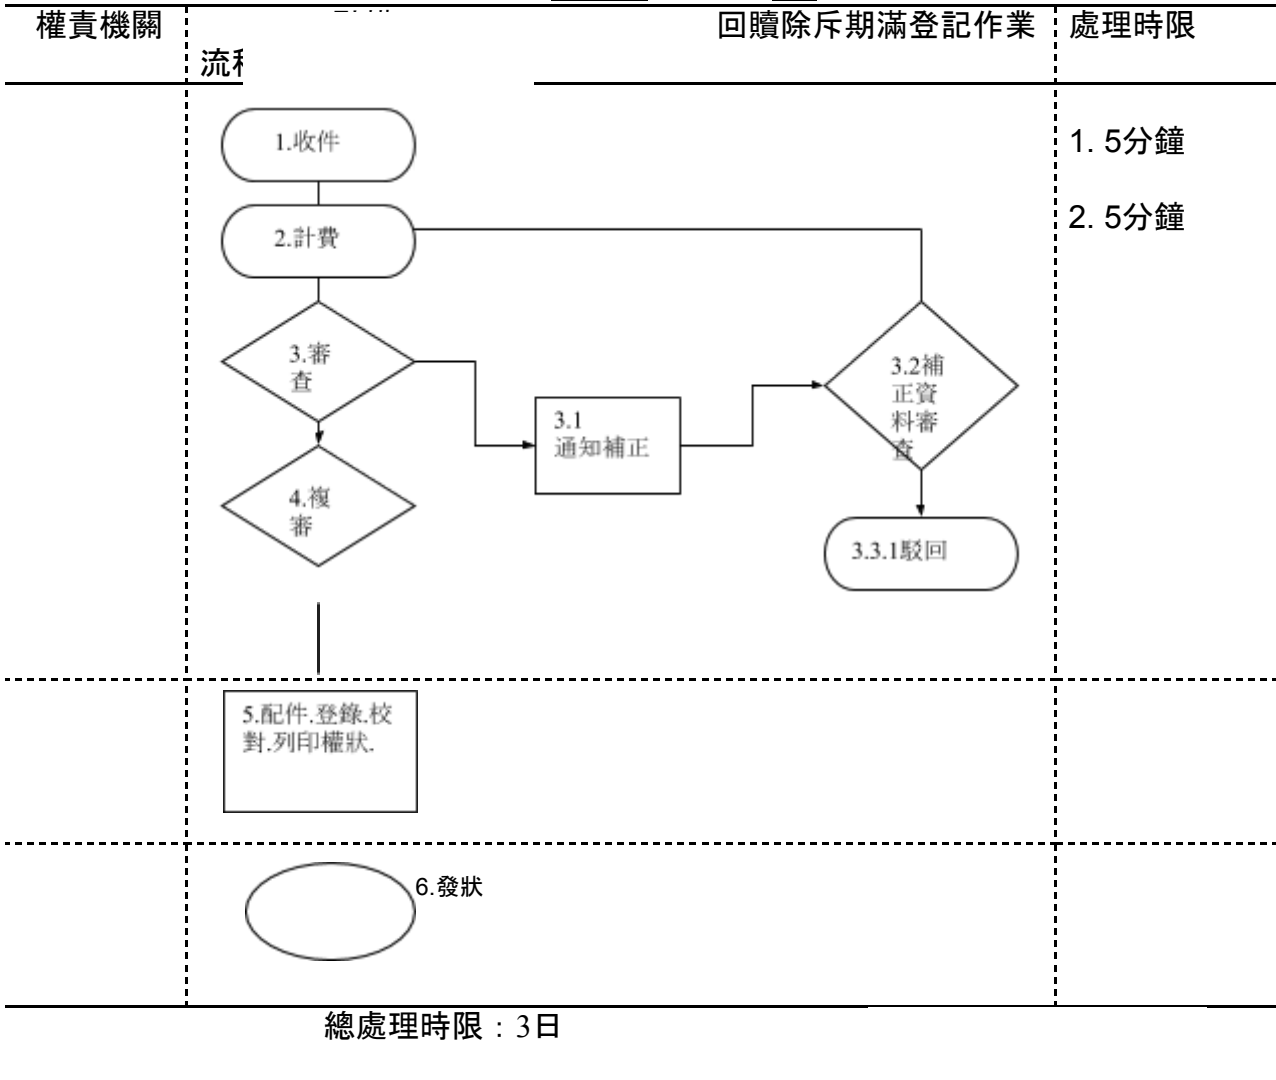 權責機關
回贖除斥期滿登記作業
處理時限
流
1.收件
1. 5分鐘
2.計費
2. 5分鐘
3.審
查
3.1
通知補正
3.2補
正資
料審
查
4.複
審
3.3.1駁回
5.配件.登錄.校
對.列印權狀.
6.發狀
總處理時限：3日